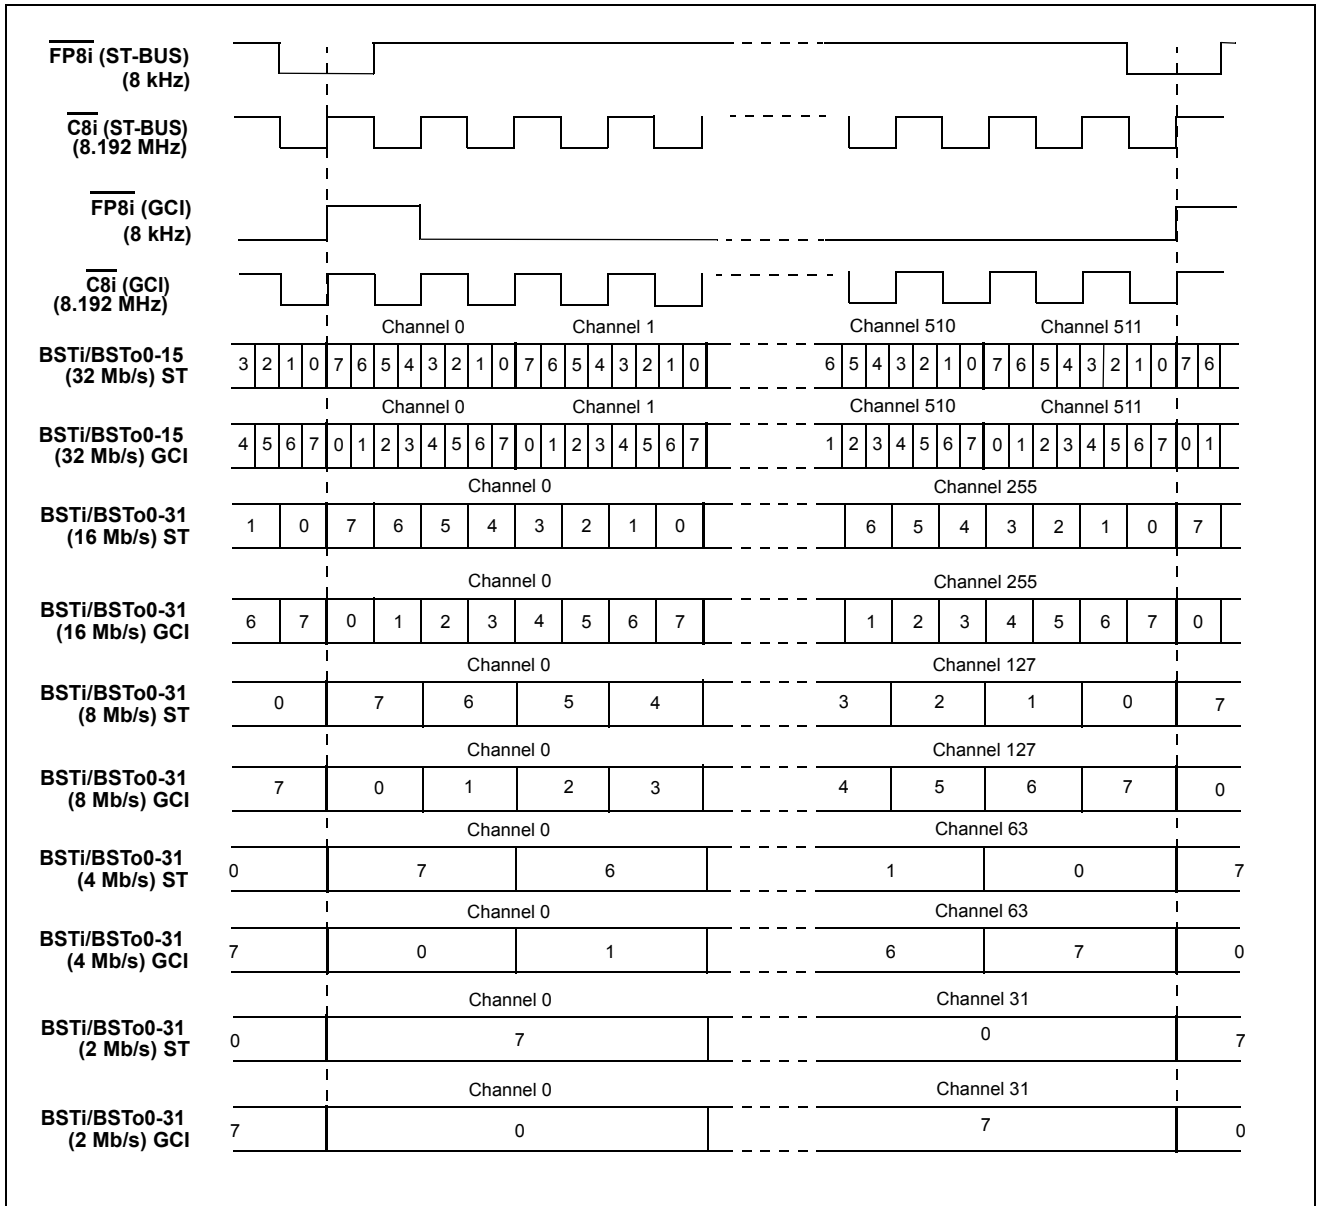 FP8i (ST-BUS)
(8 kHz)
C8i (ST-BUS)
(8.192 MHz)
FP8i (GCI)
(8 kHz)
C8i (GCI)
(8.192 MHz)
Channel 0 Channel 1 Channel 510 Channel 511
BSTi/BSTo0-15
(32 Mb/s) ST
3 2 1 0 7 6 5 4 3 2 1 0 7 6 5 4 3 2 1 0 6 5 4 3 2 1 0 7 6 5 4 3 2 1 0 7 6
Channel 0 Channel 1 Channel 510 Channel 511
BSTi/BSTo0-15
(32 Mb/s) GCI
4 5 6 7 0 1 2 3 4 5 6 7 0 1 2 3 4 5 6 7 1 2 3 4 5 6 7 0 1 2 3 4 5 6 7 0 1
Channel 0 Channel 255
BSTi/BSTo0-31
(16 Mb/s) ST
1 0 7 6 5 4 3 2 1 0 6 5 4 3 2 1 0 7
Channel 0 Channel 255
BSTi/BSTo0-31
(16 Mb/s) GCI
6 7 0 1 2 3 4 5 6 7 1 2 3 4 5 6 7 0
Channel 0 Channel 127
BSTi/BSTo0-31
(8 Mb/s) ST
0 7 6 5 4 3 2 1 0 7
Channel 0 Channel 127
BSTi/BSTo0-31
(8 Mb/s) GCI
7 0 1 2 3 4 5 6 7 0
Channel 0 Channel 63
BSTi/BSTo0-31
(4 Mb/s) ST
0 7 6 1 0 7
Channel 0 Channel 63
BSTi/BSTo0-31
(4 Mb/s) GCI
7 0 1 6 7 0
Channel 0 Channel 31
BSTi/BSTo0-31
(2 Mb/s) ST
0 7 0 7
Channel 0 Channel 31
BSTi/BSTo0-31
(2 Mb/s) GCI
7 0 7 0